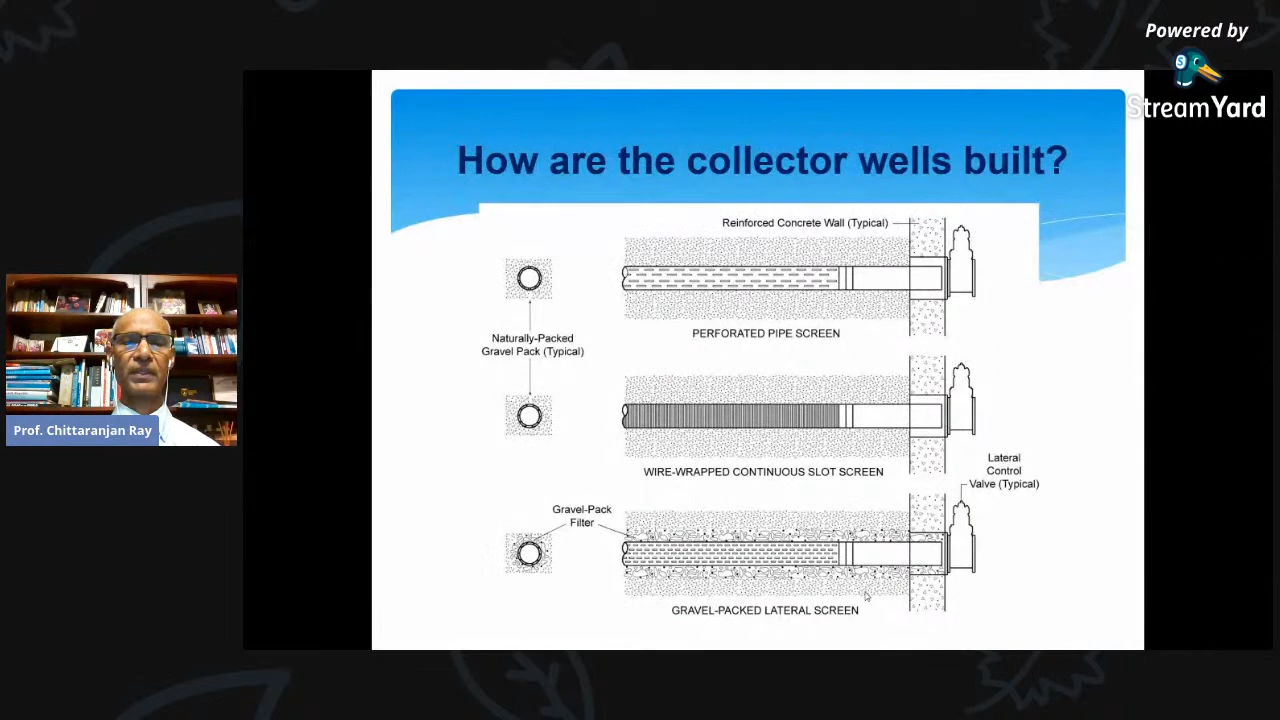 Powered by
StreamYard
How are the collector wells built?
Reinforced Concrete Wall (Typical)
PERFORATED PIPE SCREEN
Naturally-Packed
Gravel Pack (Typical)
WIRE-WRAPPED CONTINUOUS SLOT SCREEN
Lateral
Control
Valve (Typical)
Gravel-Pack
Filter
GRAVEL-PACKED LATERAL SCREEN
Prof. Chittaranjan Ray